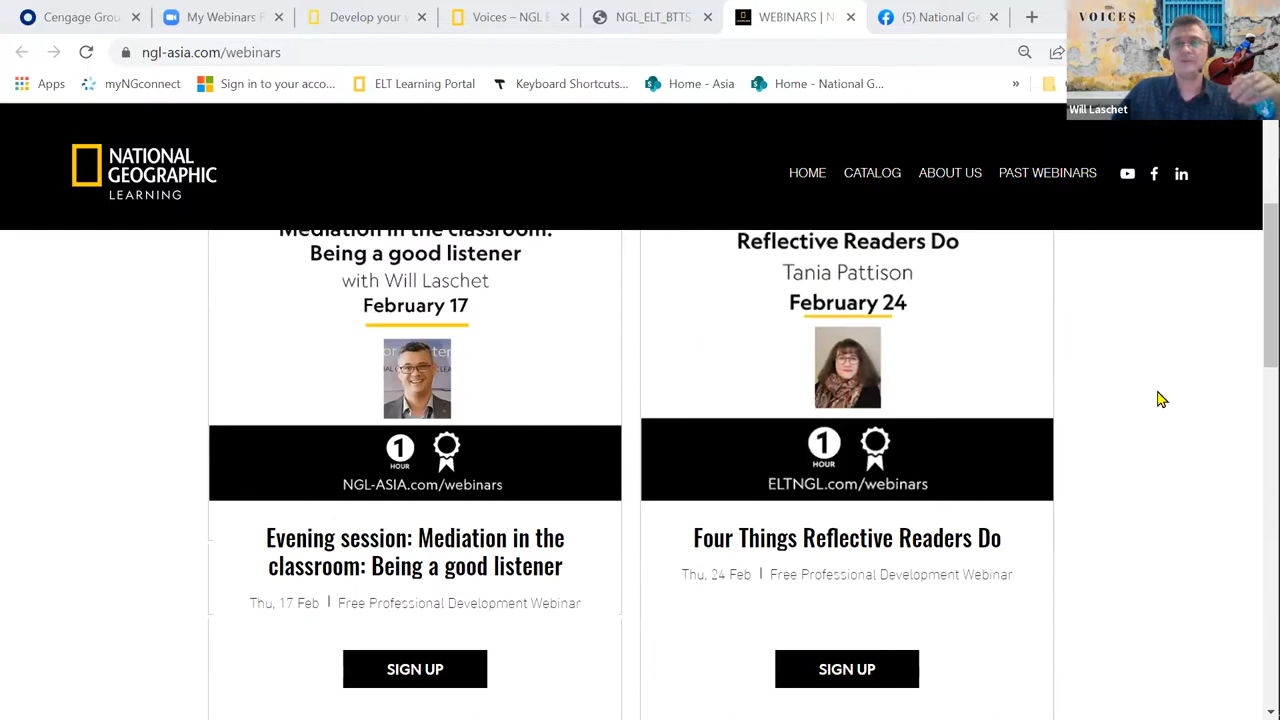 Cengage Grou
My Webinars
Develop your
Voices – NGL E
NGL_ELT_BTTS
WEBINARS | N
(5) National Ge
VOICES
ngl-asia.com/webinars
Apps
myNGconnect
Sign in to your acco...
ELT Learning Portal
Keyboard Shortcuts...
Home - Asia
Home - National G...
»
Will Laschet
NATIONAL
GEOGRAPHIC
LEARNING
HOME
CATALOG
ABOUT US
PAST WEBINARS
Mediation in the classroom:
Being a good listener
with Will Laschet
February 17
1
HOUR
NGL-ASIA.com/webinars
Evening session: Mediation in the
classroom: Being a good listener
Thu, 17 Feb | Free Professional Development Webinar
SIGN UP
Reflective Readers Do
Tania Pattison
February 24
1
HOUR
ELTNGL.com/webinars
Four Things Reflective Readers Do
Thu, 24 Feb | Free Professional Development Webinar
SIGN UP